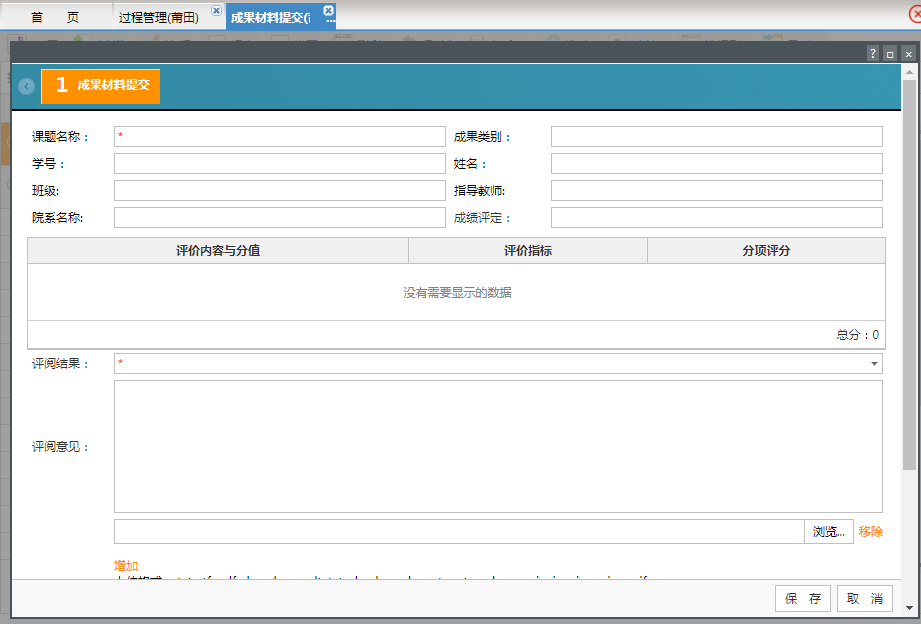 首 页 过程管理(莆田) 成果材料提交(
1 成果材料提交
课题名称： * 成果类别：
学号： 姓名：
班级: 指导教师:
院系名称: 成绩评定：
评价内容与分值 评价指标 分项评分
没有需要显示的数据
总分：0
评阅结果： *
评阅意见：
浏览... 移除
增加
保 存 取 消